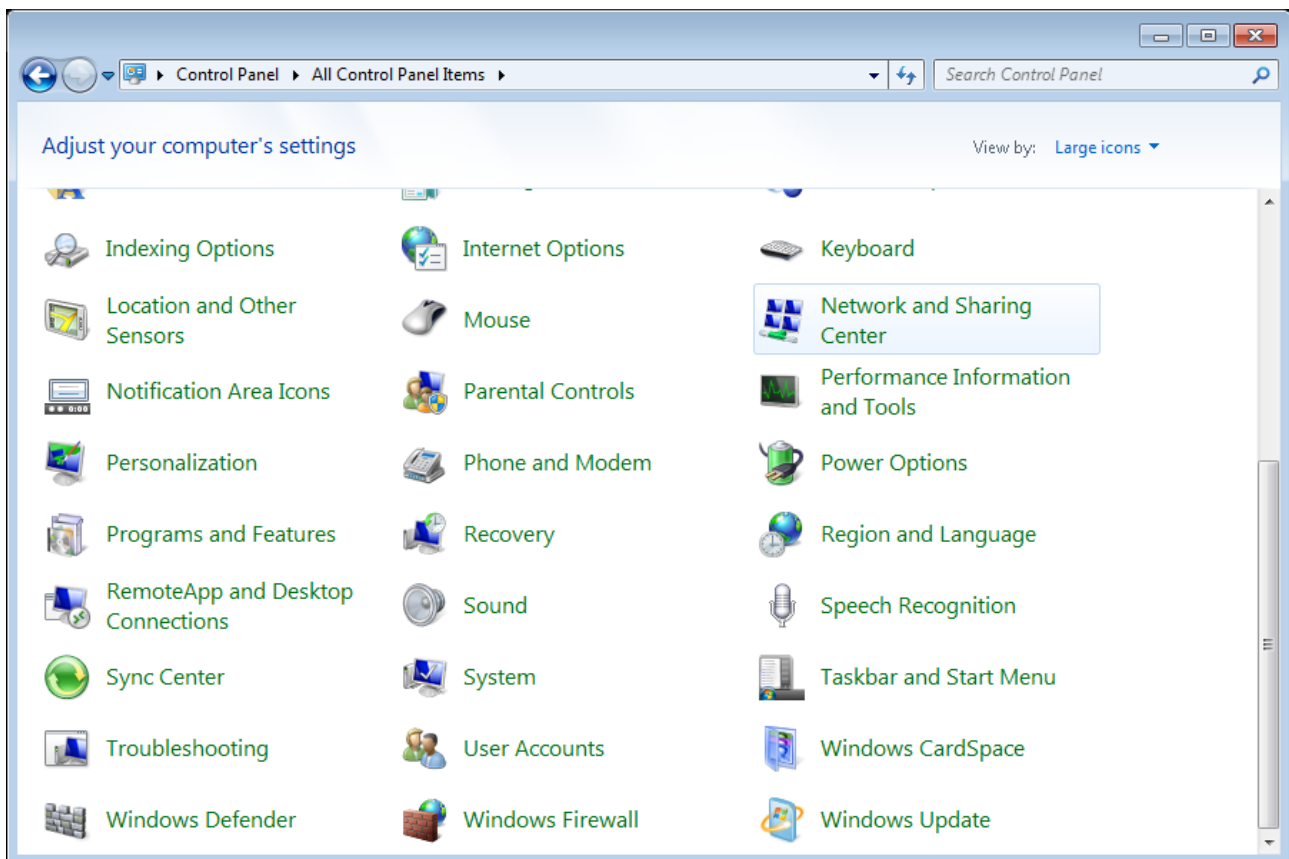 Control Panel All Control Panel Items Search Control Panel
Adjust your computer's settings View by: Large icons
Indexing Options Internet Options Keyboard
Location and Other Sensors Mouse Network and Sharing Center
Notification Area Icons Parental Controls Performance Information and Tools
Personalization Phone and Modem Power Options
Programs and Features Recovery Region and Language
RemoteApp and Desktop Connections Sound Speech Recognition
Sync Center System Taskbar and Start Menu
Troubleshooting User Accounts Windows CardSpace
Windows Defender Windows Firewall Windows Update